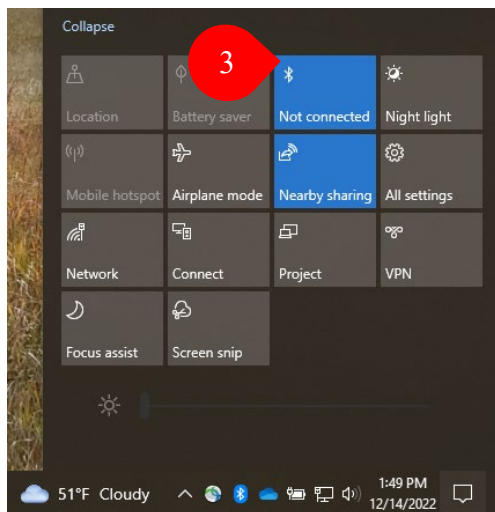 Collapse
3
Location
Battery saver
Not connected
Night light
Mobile hotspot
Airplane mode
Nearby sharing
All settings
Network
Connect
Project
VPN
Focus assist
Screen snip
51°F Cloudy
1:49 PM
12/14/2022